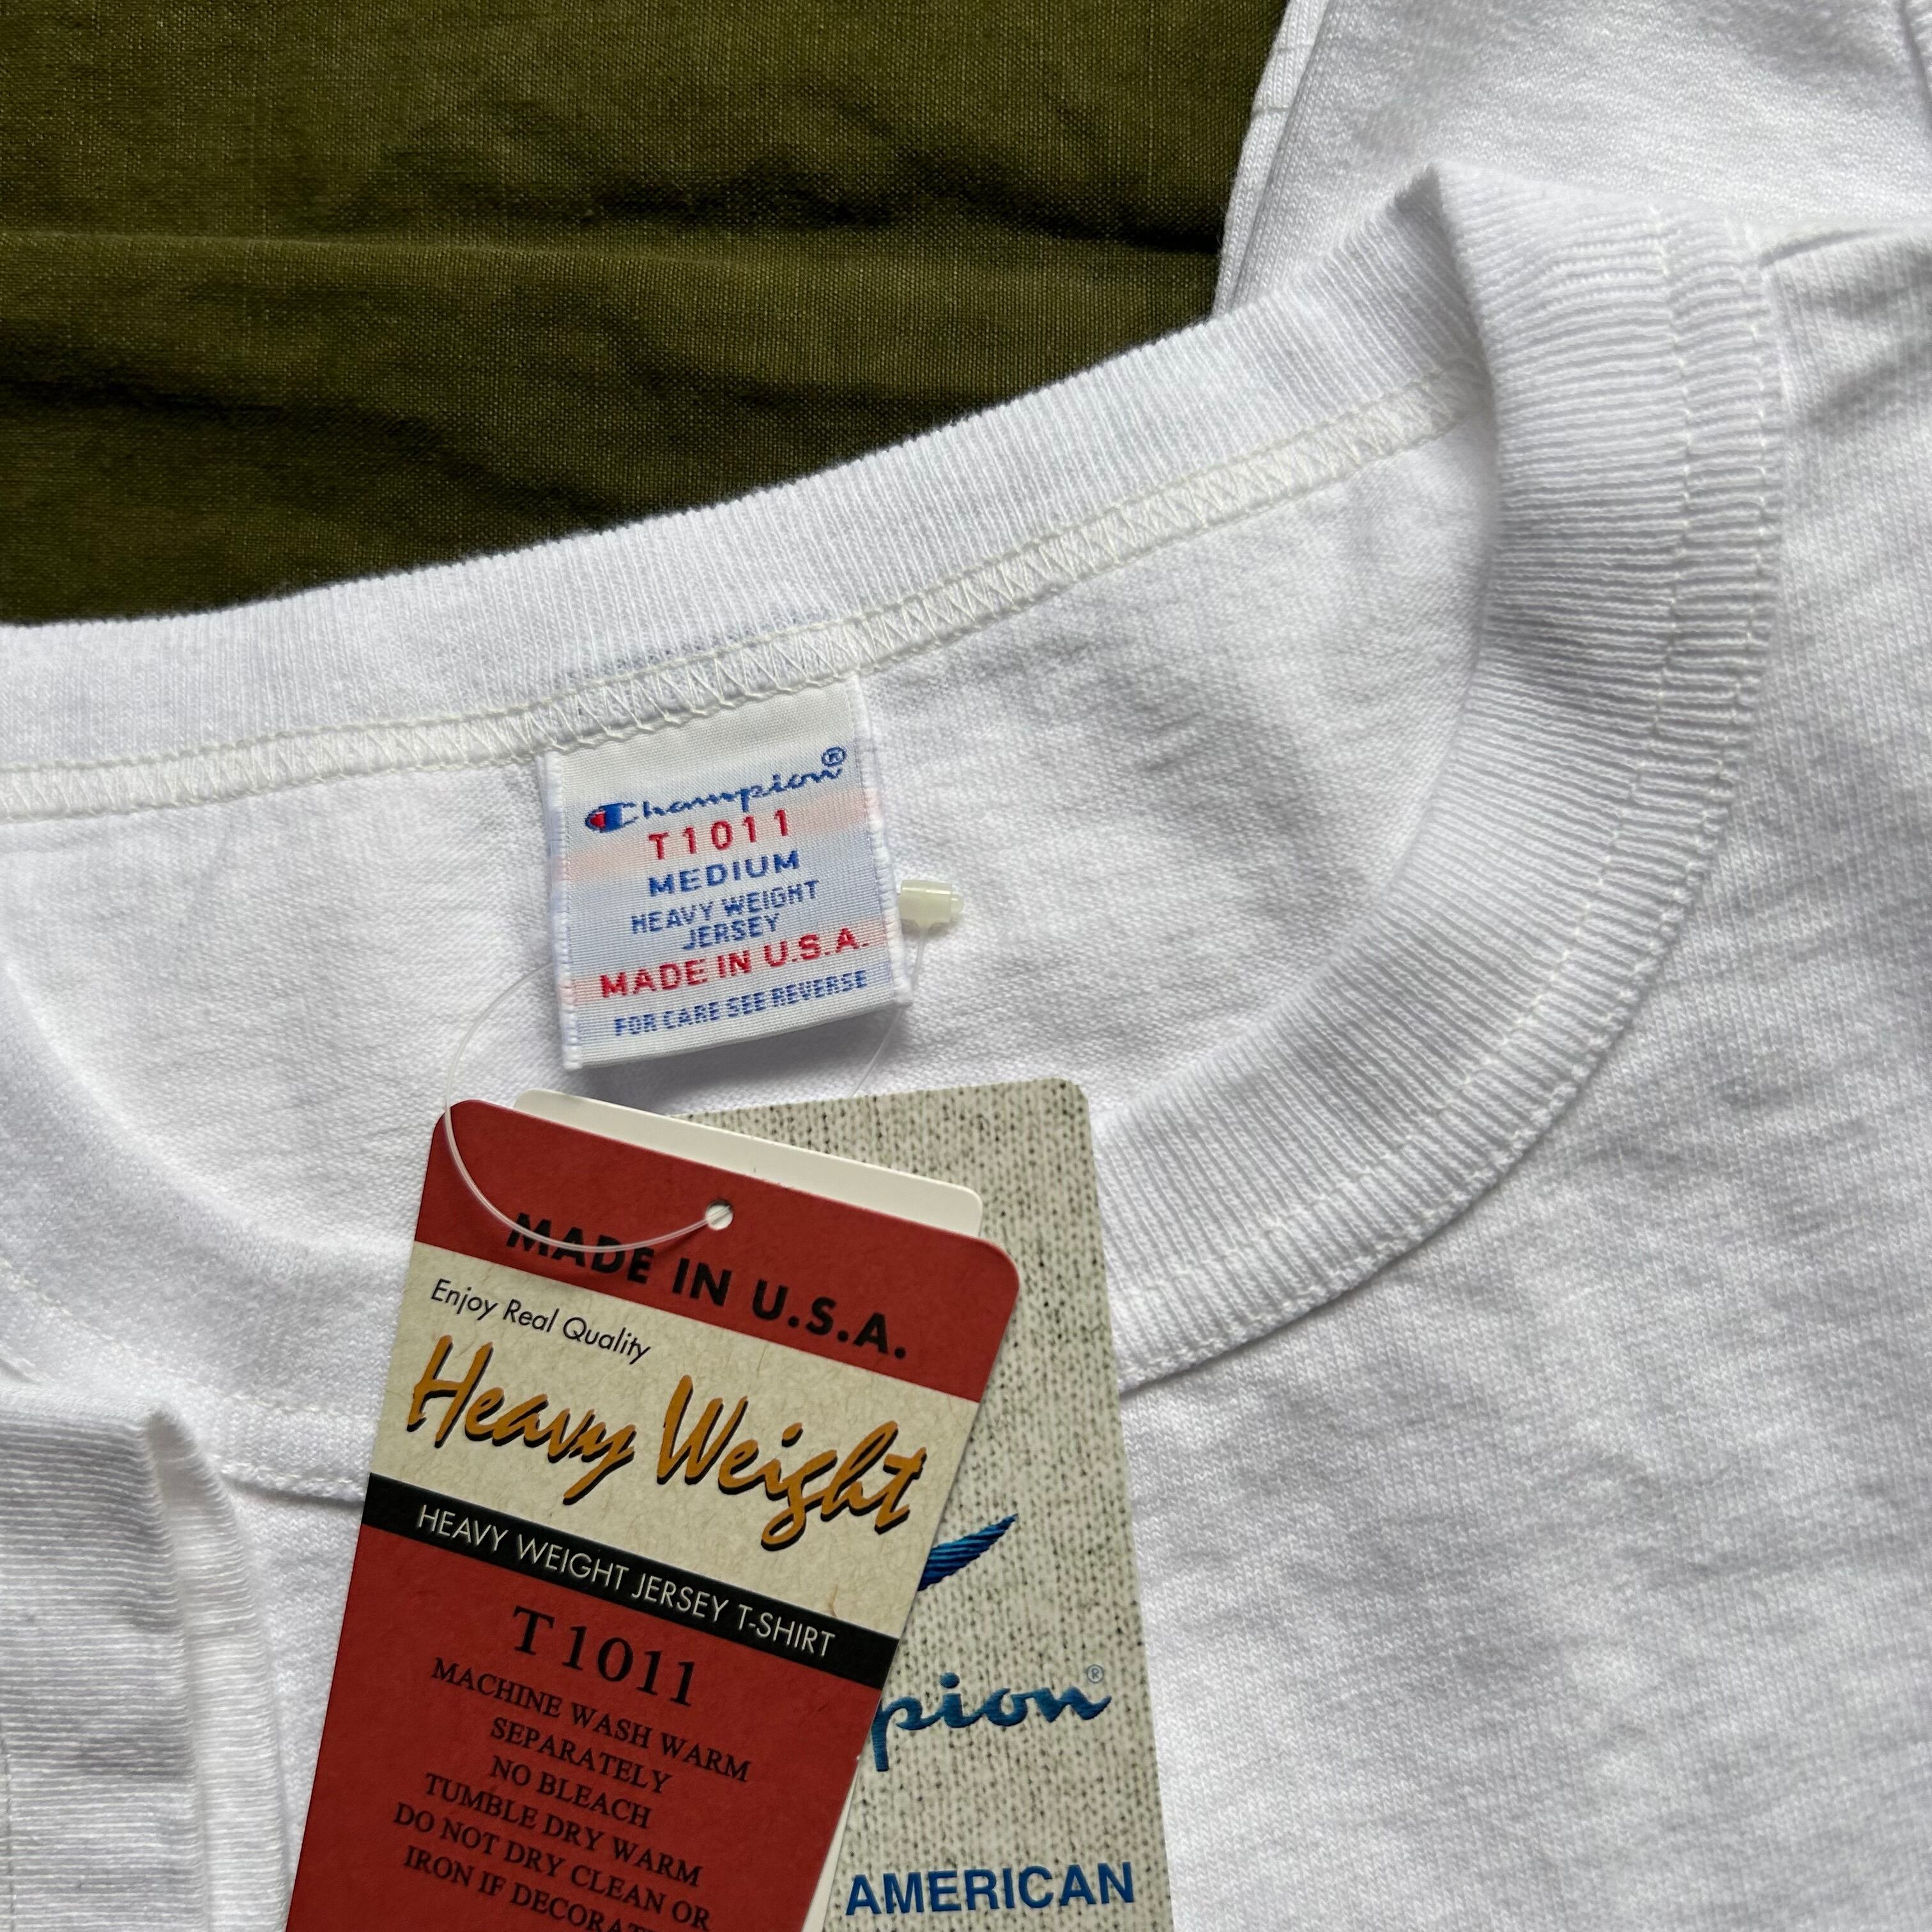 Champion®
T1011
MEDIUM
HEAVY WEIGHT
JERSEY
MADE IN U.S.A.
FOR CARE SEE REVERSE
MADE IN U.S.A.
Enjoy Real Quality
Heavy Weight
HEAVY WEIGHT JERSEY T-SHIRT
T1011
MACHINE WASH WARM
SEPARATELY
NO BLEACH
TUMBLE DRY WARM
DO NOT DRY CLEAN OR
IRON IF
pion®
AMERICAN